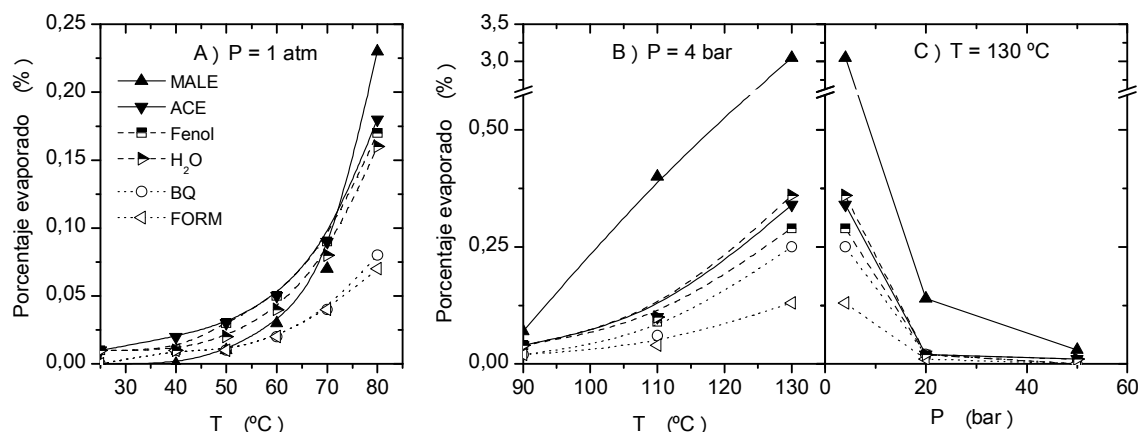 A) P = 1 atm
Porcentaje evaporado (%)
0,25
0,20
0,15
0,10
0,05
0,00
MALE
ACE
Fenol
H2O
BQ
FORM
30 40 50 60 70 80
T (ºC)
B) P = 4 bar
Porcentaje evaporado (%)
3,5
3,0
0,50
0,25
0,00
90 100 110 120 130
T (ºC)
C) T = 130 ºC
0 20 40 60
P (bar)